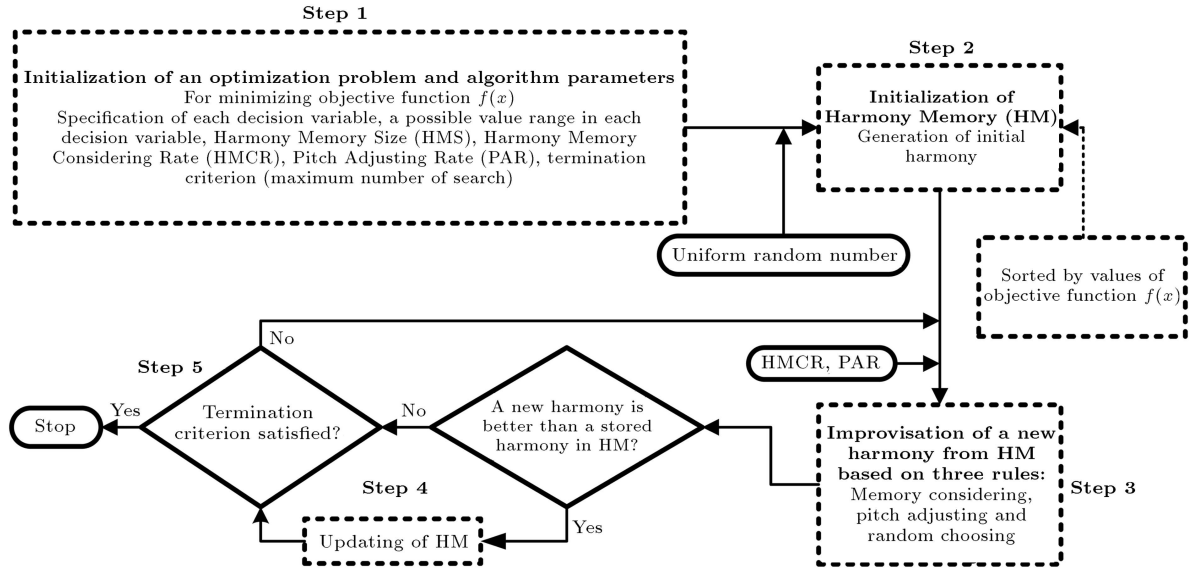 Step 1
Initialization of an optimization problem and algorithm parameters
For minimizing objective function f(x)
Specification of each decision variable, a possible value range in each
decision variable, Harmony Memory Size (HMS), Harmony Memory
Considering Rate (HMCR), Pitch Adjusting Rate (PAR), termination
criterion (maximum number of search)
Step 2
Initialization of
Harmony Memory (HM)
Generation of initial
harmony
Uniform random number
Sorted by values of
objective function f(x)
HMCR, PAR
Improvisation of a new
harmony from HM
based on three rules:
Memory considering,
pitch adjusting and
random choosing
Step 3
A new harmony is
better than a stored
harmony in HM?
No
Yes
Step 4
Updating of HM
Step 5
Termination
criterion satisfied?
No
Yes
Stop